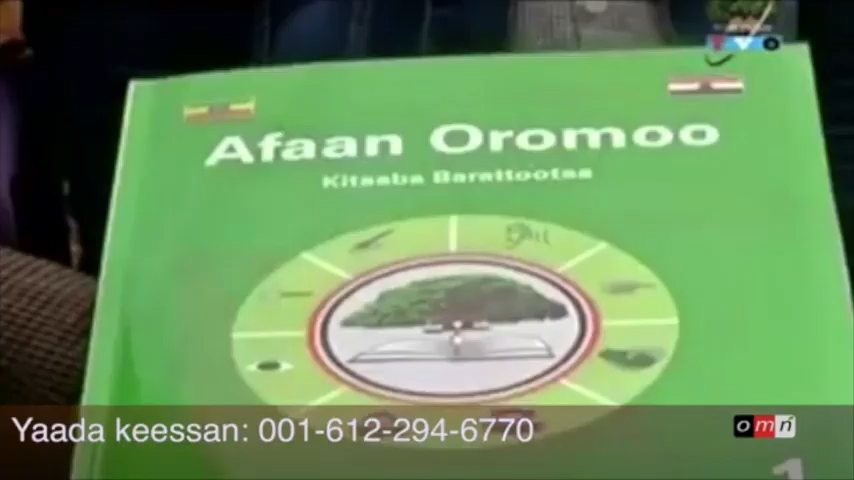 Afaan Oromoo
Kitaaba Barattootaa
Yaada keessan: 001-612-294-6770
omn
1